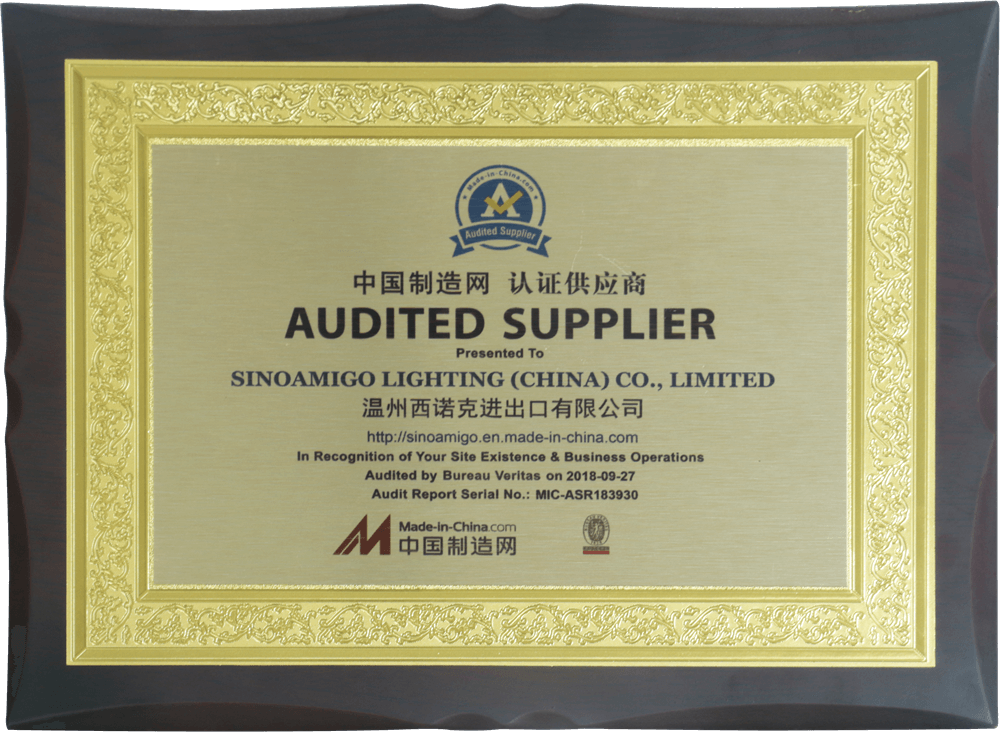 Made-in-China.com
A
Audited Supplier
中国制造网 认证供应商
AUDITED SUPPLIER
Presented To
SINOAMIGO LIGHTING (CHINA) CO., LIMITED
温州西诺克进出口有限公司
http://sinoamigo.en.made-in-china.com
In Recognition of Your Site Existence & Business Operations
Audited by Bureau Veritas on 2018-09-27
Audit Report Serial No.: MIC-ASR183930
Made-in-China.com
中国制造网